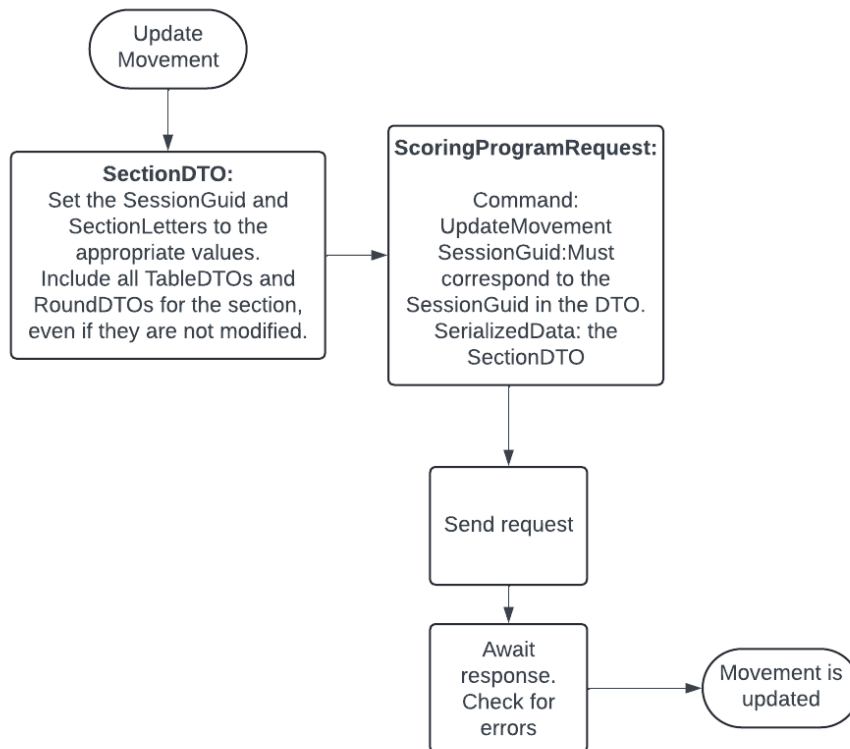 Update
Movement
SectionDTO:
Set the SessionGuid and
SectionLetters to the
appropriate values.
Include all TableDTOs and
RoundDTOs for the section,
even if they are not modified.
ScoringProgramRequest:
Command:
UpdateMovement
SessionGuid:Must
correspond to the
SessionGuid in the DTO.
SerializedData: the
SectionDTO
Send request
Await
response.
Check for
errors
Movement is
updated